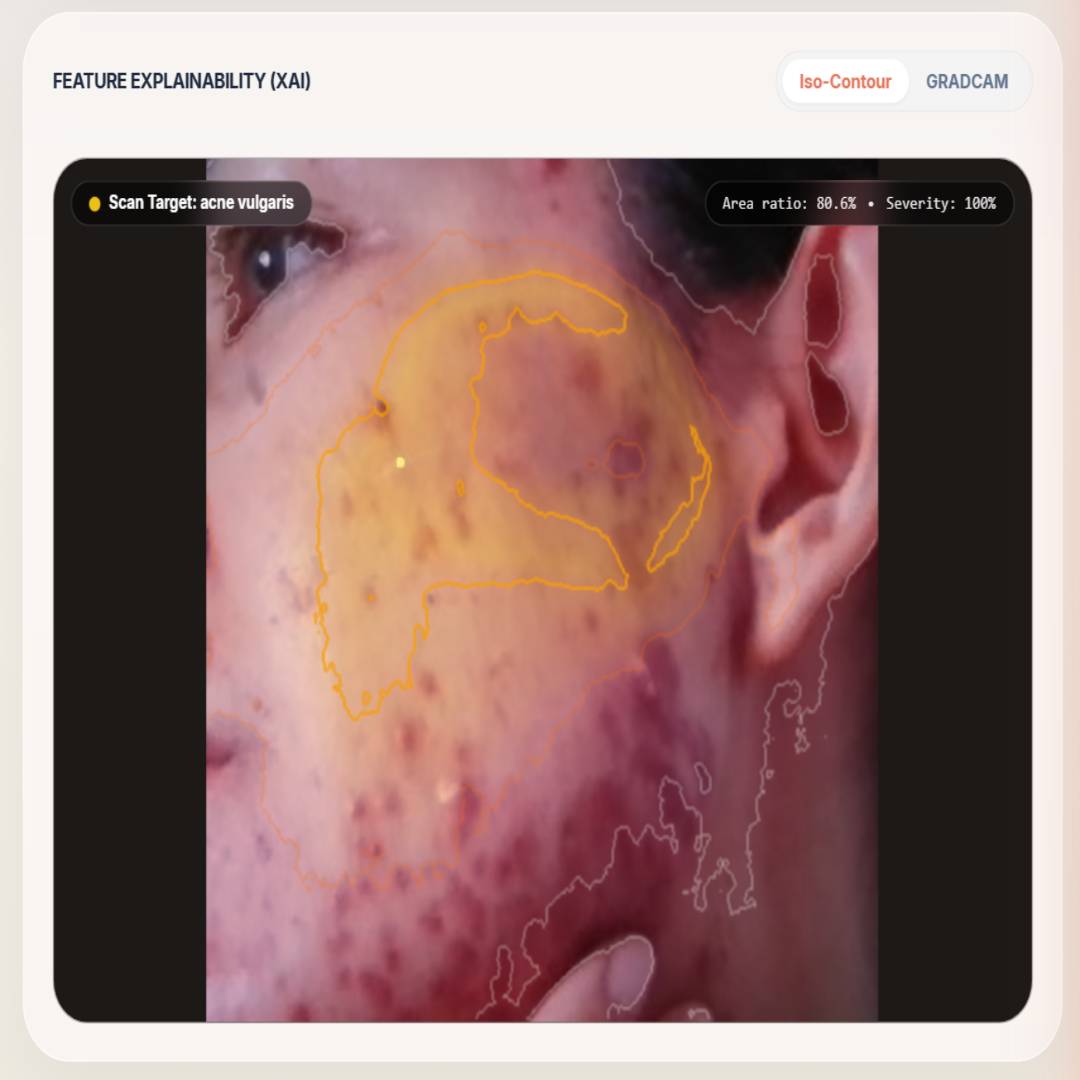 FEATURE EXPLAINABILITY (XAI)
Iso-Contour
GRADCAM
Scan Target: acne vulgaris
Area ratio: 80.6% • Severity: 100%